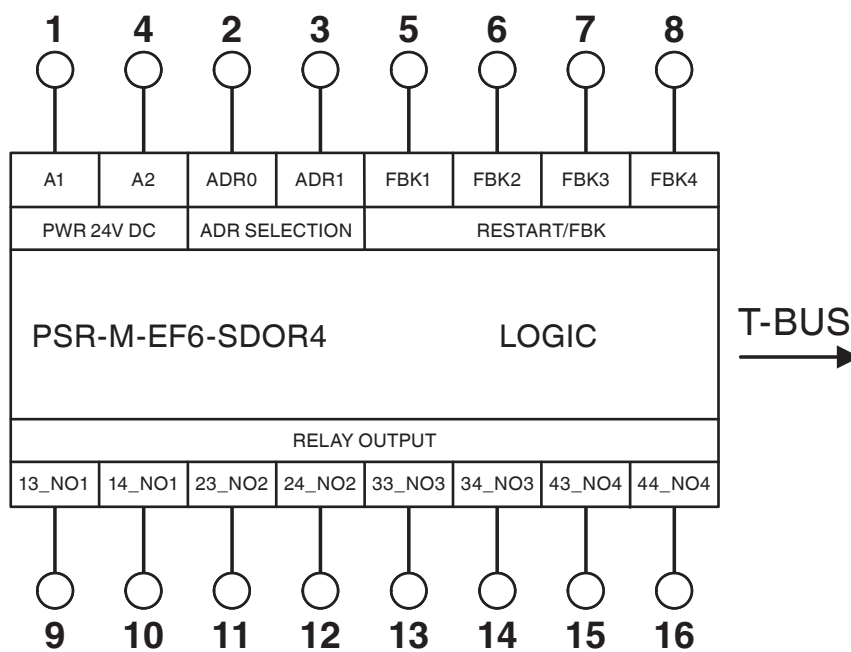 1 4 2 3 5 6 7 8
A1 A2 ADR0 ADR1 FBK1 FBK2 FBK3 FBK4
PWR 24V DC ADR SELECTION RESTART/FBK
PSR-M-EF6-SDOR4 LOGIC
T-BUS
RELAY OUTPUT
13_NO1 14_NO1 23_NO2 24_NO2 33_NO3 34_NO3 43_NO4 44_NO4
9 10 11 12 13 14 15 16